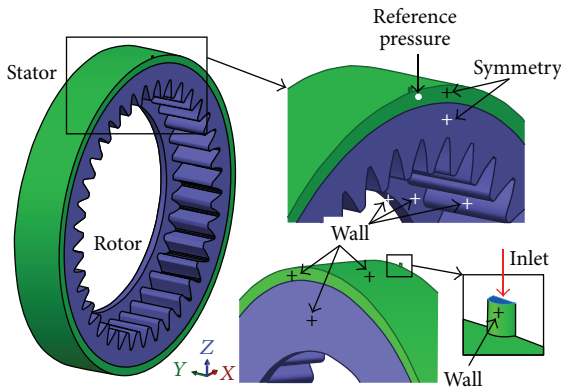 Reference
pressure
Stator
Symmetry
Rotor
Wall
Inlet
Wall
Z
Y
X